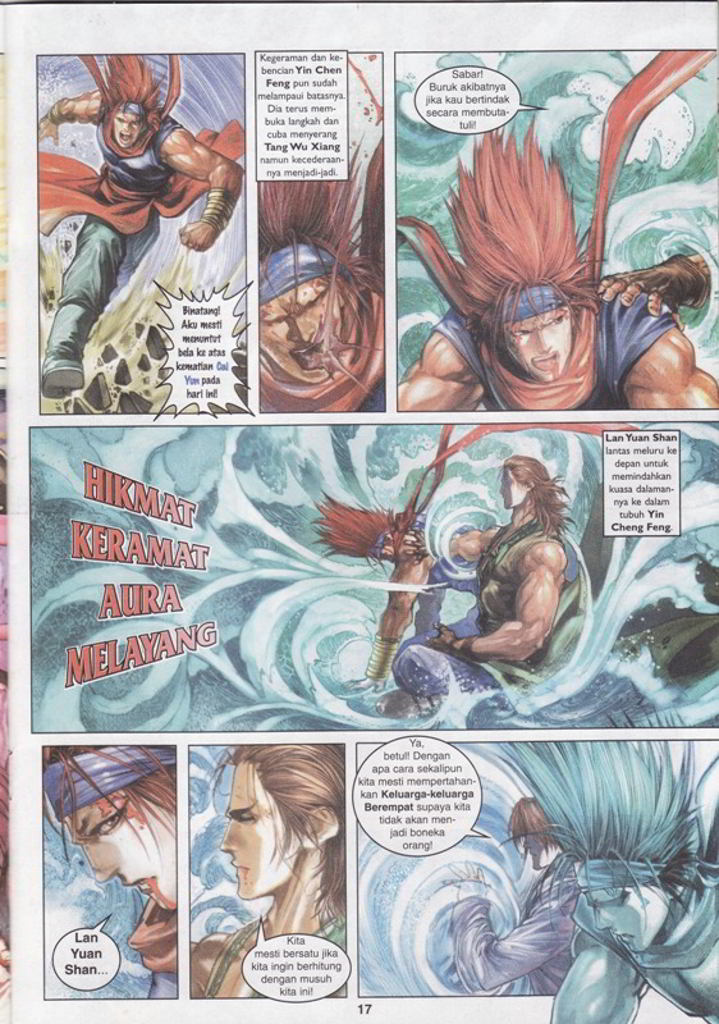 Kegeraman dan ke-
bencian Yin Chen
Feng pun sudah
melampaui batasnya.
Dia terus mem-
buka langkah dan
cuba menyerang
Tang Wu Xiang
namun kecederaan-
nya menjadi-jadi.
Binatang!
Aku mesti
menuntut
bela ke atas
kematian Cai
Yun pada
hari ini!
Sabar!
Buruk akibatnya
jika kau bertindak
secara membuta-
tuli!
HIKMAT
KERAMAT
AURA
MELAYANG
Lan Yuan Shan
lantas meluru ke
depan untuk
memindahkan
kuasa dalaman-
nya ke dalam
tubuh Yin
Cheng Feng.
Lan
Yuan
Shan...
Kita
mesti bersatu jika
kita ingin berhitung
dengan musuh
kita ini!
Ya,
betul! Dengan
apa cara sekalipun
kita mesti mempertahan-
kan Keluarga-keluarga
Berempat supaya kita
tidak akan men-
jadi boneka
orang!
17